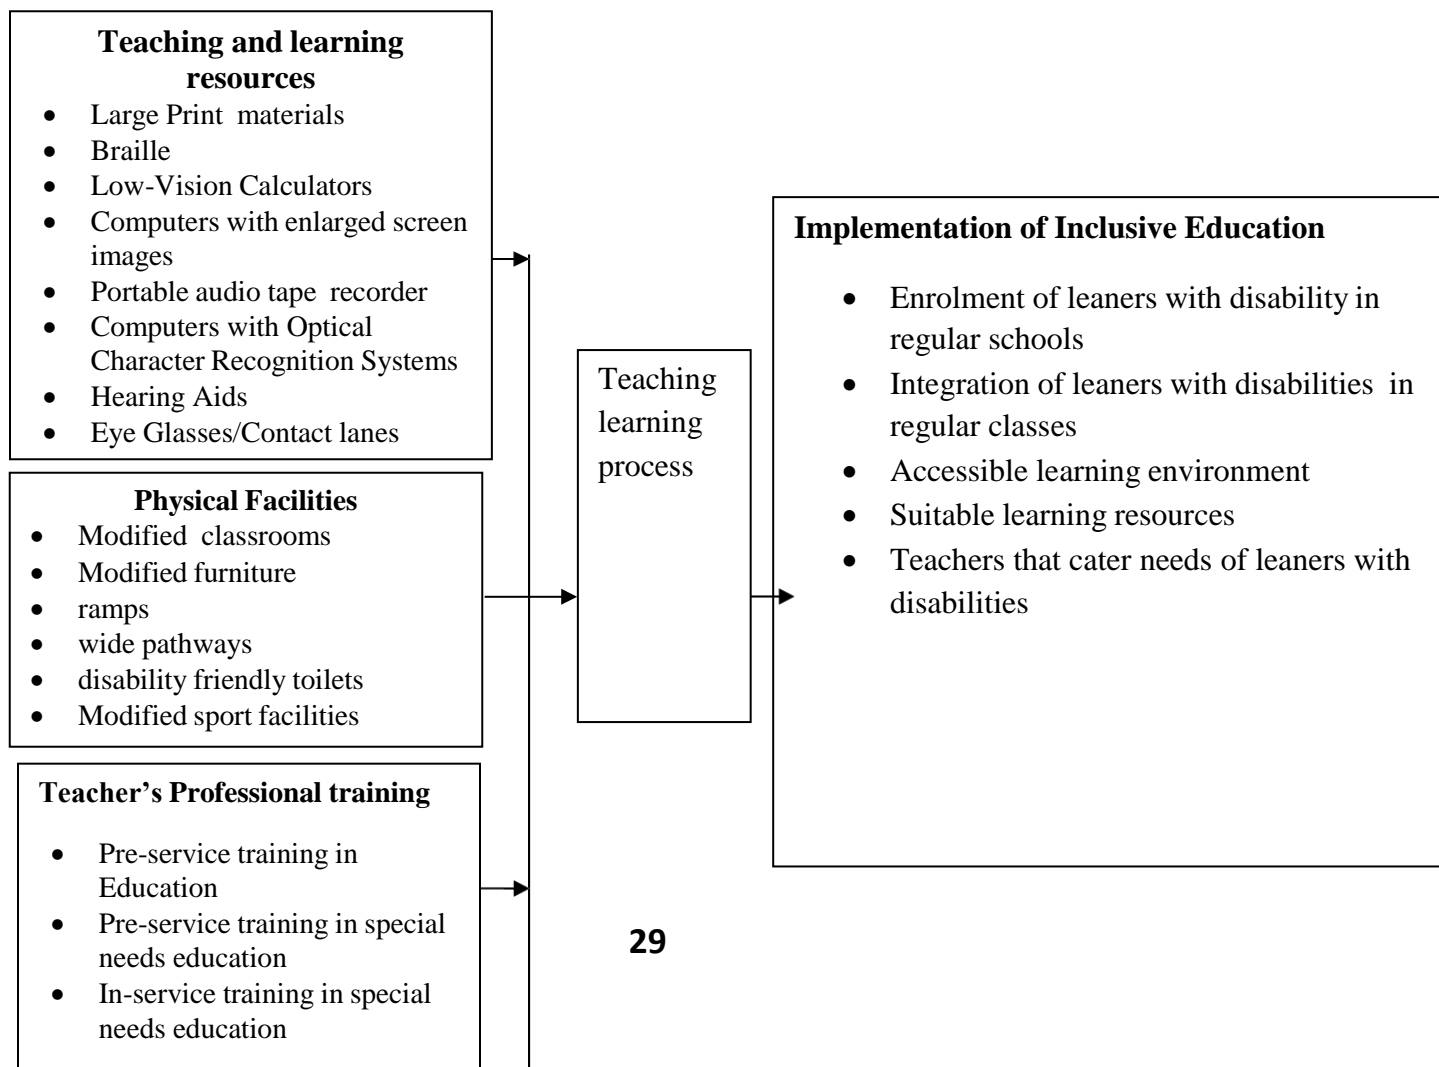 Teaching and learning
resources
• Large Print materials
• Braille
• Low-Vision Calculators
• Computers with enlarged screen
images
• Portable audio tape recorder
• Computers with Optical
Character Recognition Systems
• Hearing Aids
• Eye Glasses/Contact lanes
Physical Facilities
• Modified classrooms
• Modified furniture
• ramps
• wide pathways
• disability friendly toilets
• Modified sport facilities
Teacher’s Professional training
• Pre-service training in
Education
• Pre-service training in special
needs education
• In-service training in special
needs education
Teaching
learning
process
Implementation of Inclusive Education
• Enrolment of leaners with disability in
regular schools
• Integration of leaners with disabilities in
regular classes
• Accessible learning environment
• Suitable learning resources
• Teachers that cater needs of leaners with
disabilities
29